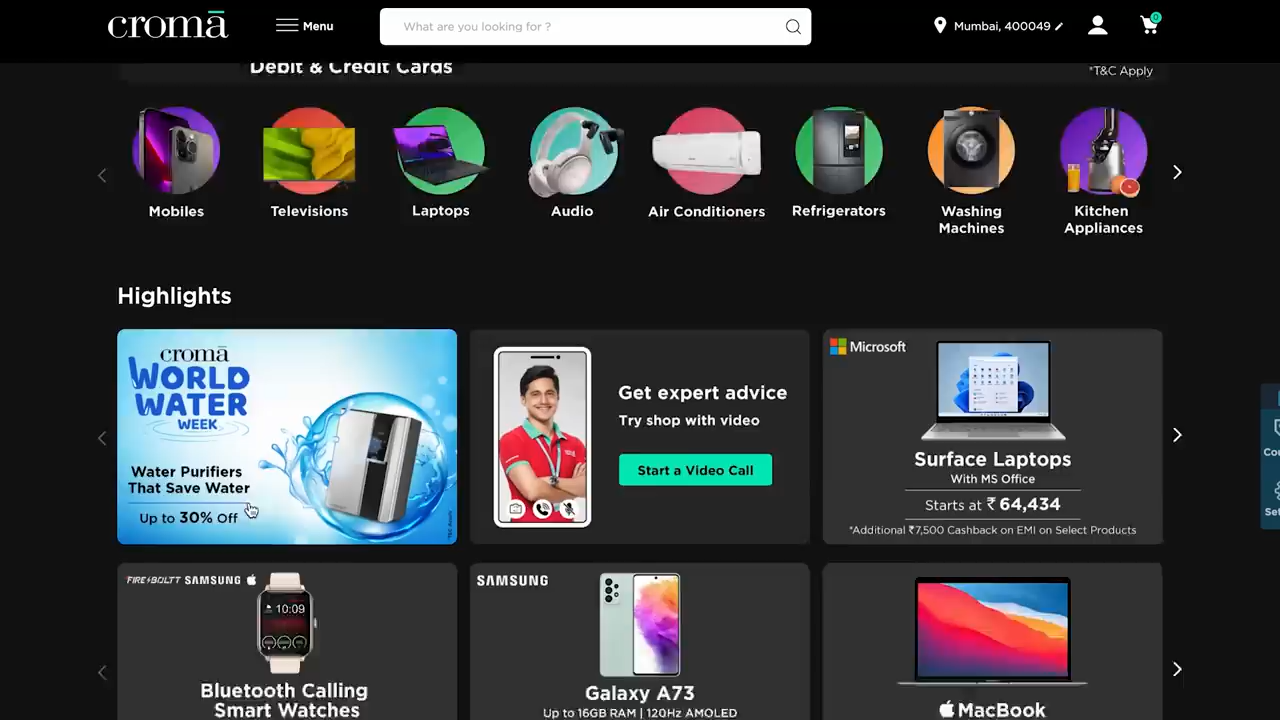 cromā
Menu
What are you looking for ?
Mumbai, 400049
0
Debit & Credit Cards
*T&C Apply
Mobiles
Televisions
Laptops
Audio
Air Conditioners
Refrigerators
Washing
Machines
Kitchen
Appliances
Highlights
cromā
WORLD
WATER
WEEK
Water Purifiers
That Save Water
Up to 30% Off
Get expert advice
Try shop with video
Start a Video Call
Microsoft
Surface Laptops
With MS Office
Starts at ₹ 64,434
*Additional ₹7,500 Cashback on EMI on Select Products
FIRE-BOLTT SAMSUNG
10:09
Bluetooth Calling
Smart Watches
SAMSUNG
Galaxy A73
Up to 16GB RAM | 120Hz AMOLED
MacBook